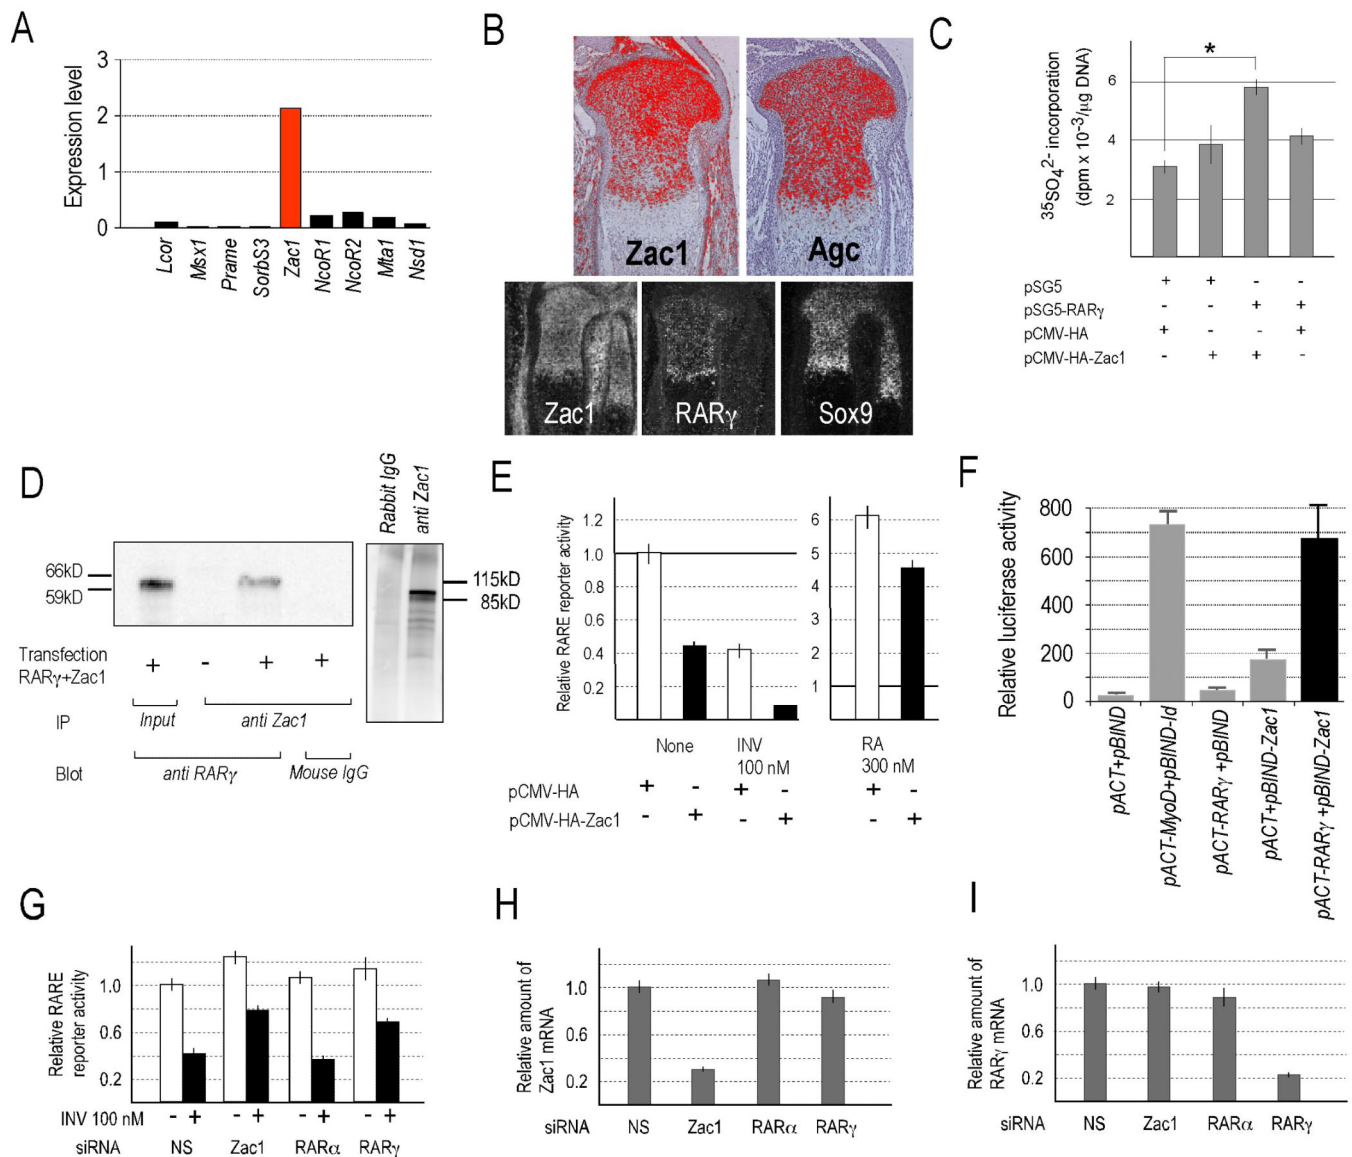 A
Expression level
3
2
1
0
Lcor
Msx1
Prame
SorbS3
Zac1
NcoR1
NcoR2
Mta1
Nsd1
B
Zac1
Agc
Zac1
RARγ
Sox9
C
*
35SO42- incorporation
(dpm x 10-3/μg DNA)
6
4
2
pSG5 + + - -
pSG5-RARγ - - + +
pCMV-HA + - - +
pCMV-HA-Zac1 - + + -
D
Rabbit IgG
anti Zac1
66kD
59kD
115kD
85kD
Transfection
RARγ+Zac1
+ - + +
IP
Input
anti Zac1
Blot
anti RARγ
Mouse IgG
E
Relative RARE reporter activity
1.2
1.0
0.8
0.6
0.4
0.2
6
5
4
3
2
1
None
INV
100 nM
RA
300 nM
pCMV-HA + - + - + -
pCMV-HA-Zac1 - + - + - +
F
Relative luciferase activity
800
600
400
200
0
pACT+pBIND
pACT-MyoD+pBIND-Id
pACT-RARγ +pBIND
pACT+pBIND-Zac1
pACT-RARγ +pBIND-Zac1
G
Relative RARE
reporter activity
1.0
0.6
0.2
INV 100 nM - + - + - + - +
siRNA NS Zac1 RARα RARγ
H
Relative amount of
Zac1 mRNA
1.0
0.6
0.2
siRNA NS Zac1 RARα RARγ
I
Relative amount of
RARγ mRNA
1.0
0.6
0.2
siRNA NS Zac1 RARα RARγ